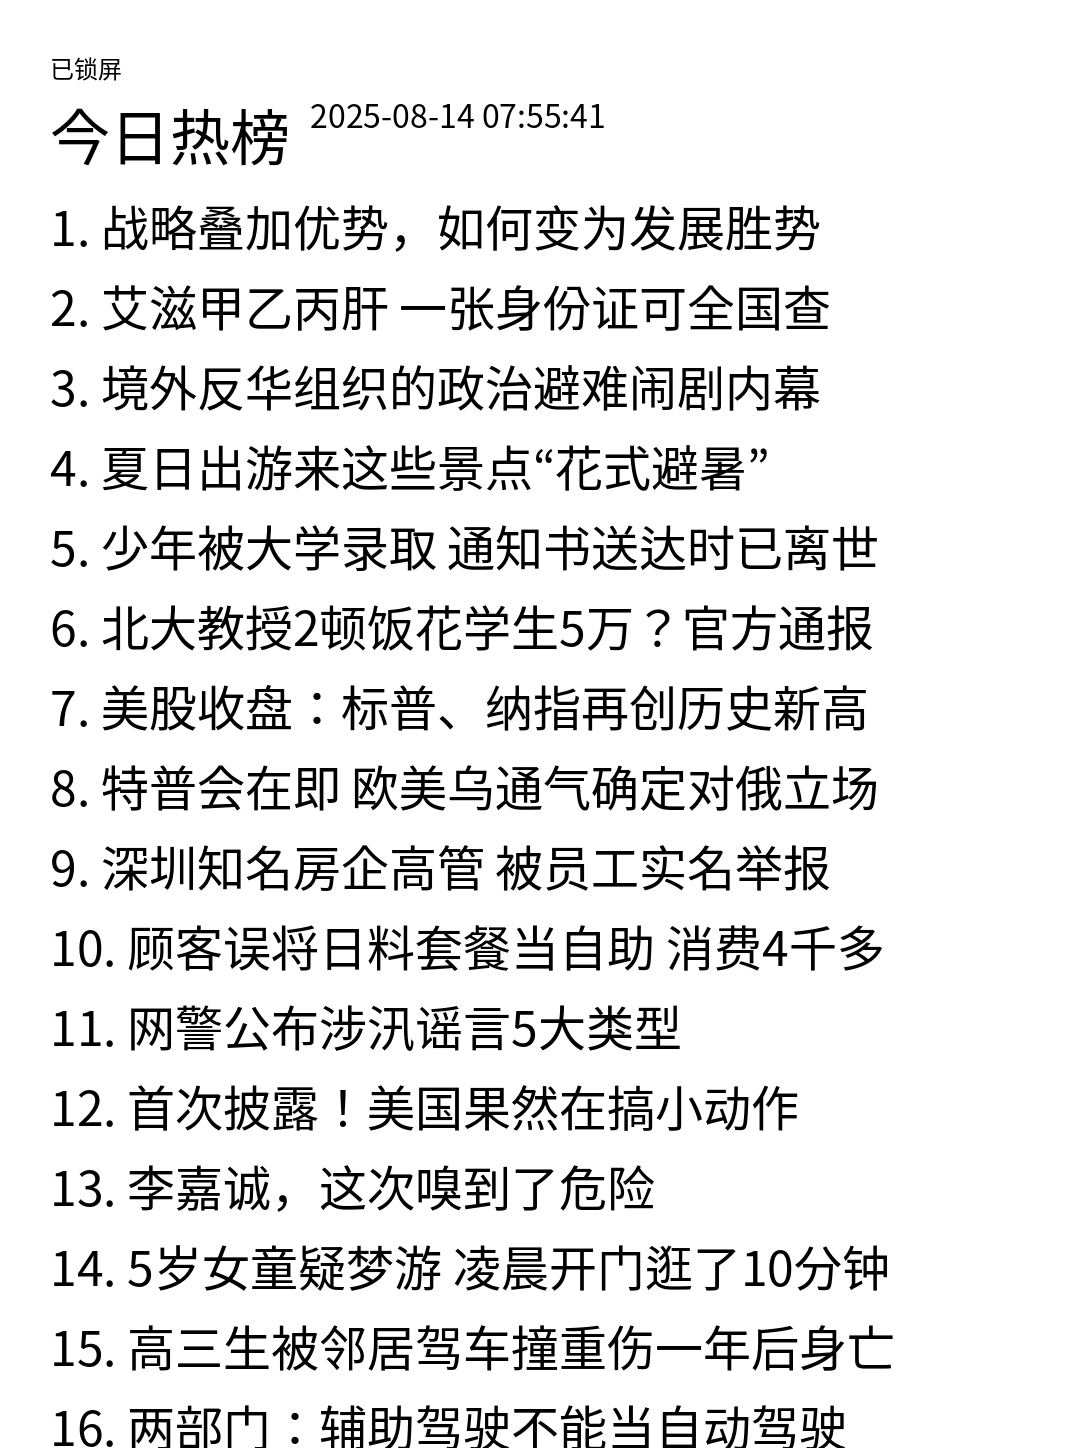 已锁屏
今日热榜 2025-08-14 07:55:41
1. 战略叠加优势，如何变为发展胜势
2. 艾滋甲乙丙肝 一张身份证可全国查
3. 境外反华组织的政治避难闹剧内幕
4. 夏日出游来这些景点“花式避暑”
5. 少年被大学录取 通知书送达时已离世
6. 北大教授2顿饭花学生5万？官方通报
7. 美股收盘：标普、纳指再创历史新高
8. 特普会在即 欧美乌通气确定对俄立场
9. 深圳知名房企高管 被员工实名举报
10. 顾客误将日料套餐当自助 消费4千多
11. 网警公布涉汛谣言5大类型
12. 首次披露！美国果然在搞小动作
13. 李嘉诚，这次嗅到了危险
14. 5岁女童疑梦游 凌晨开门逛了10分钟
15. 高三生被邻居驾车撞重伤一年后身亡
16. 两部门：辅助驾驶不能当自动驾驶